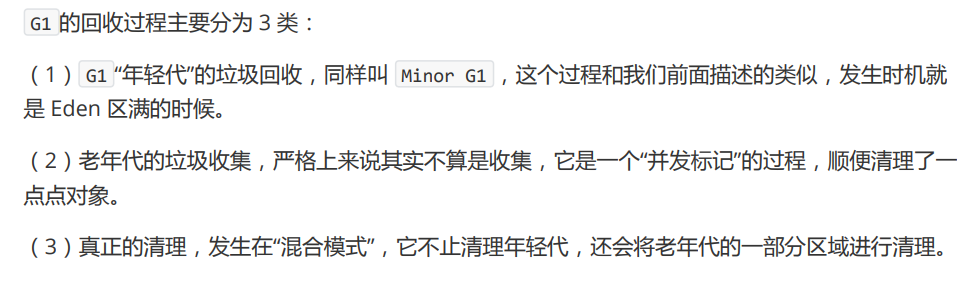 G1的回收过程主要分为 3 类：
（1）G1“年轻代”的垃圾回收，同样叫 Minor G1，这个过程和我们前面描述的类似，发生时机就
是 Eden 区满的时候。
（2）老年代的垃圾收集，严格上来说其实不算是收集，它是一个“并发标记”的过程，顺便清理了一
点点对象。
（3）真正的清理，发生在“混合模式”，它不止清理年轻代，还会将老年代的一部分区域进行清理。